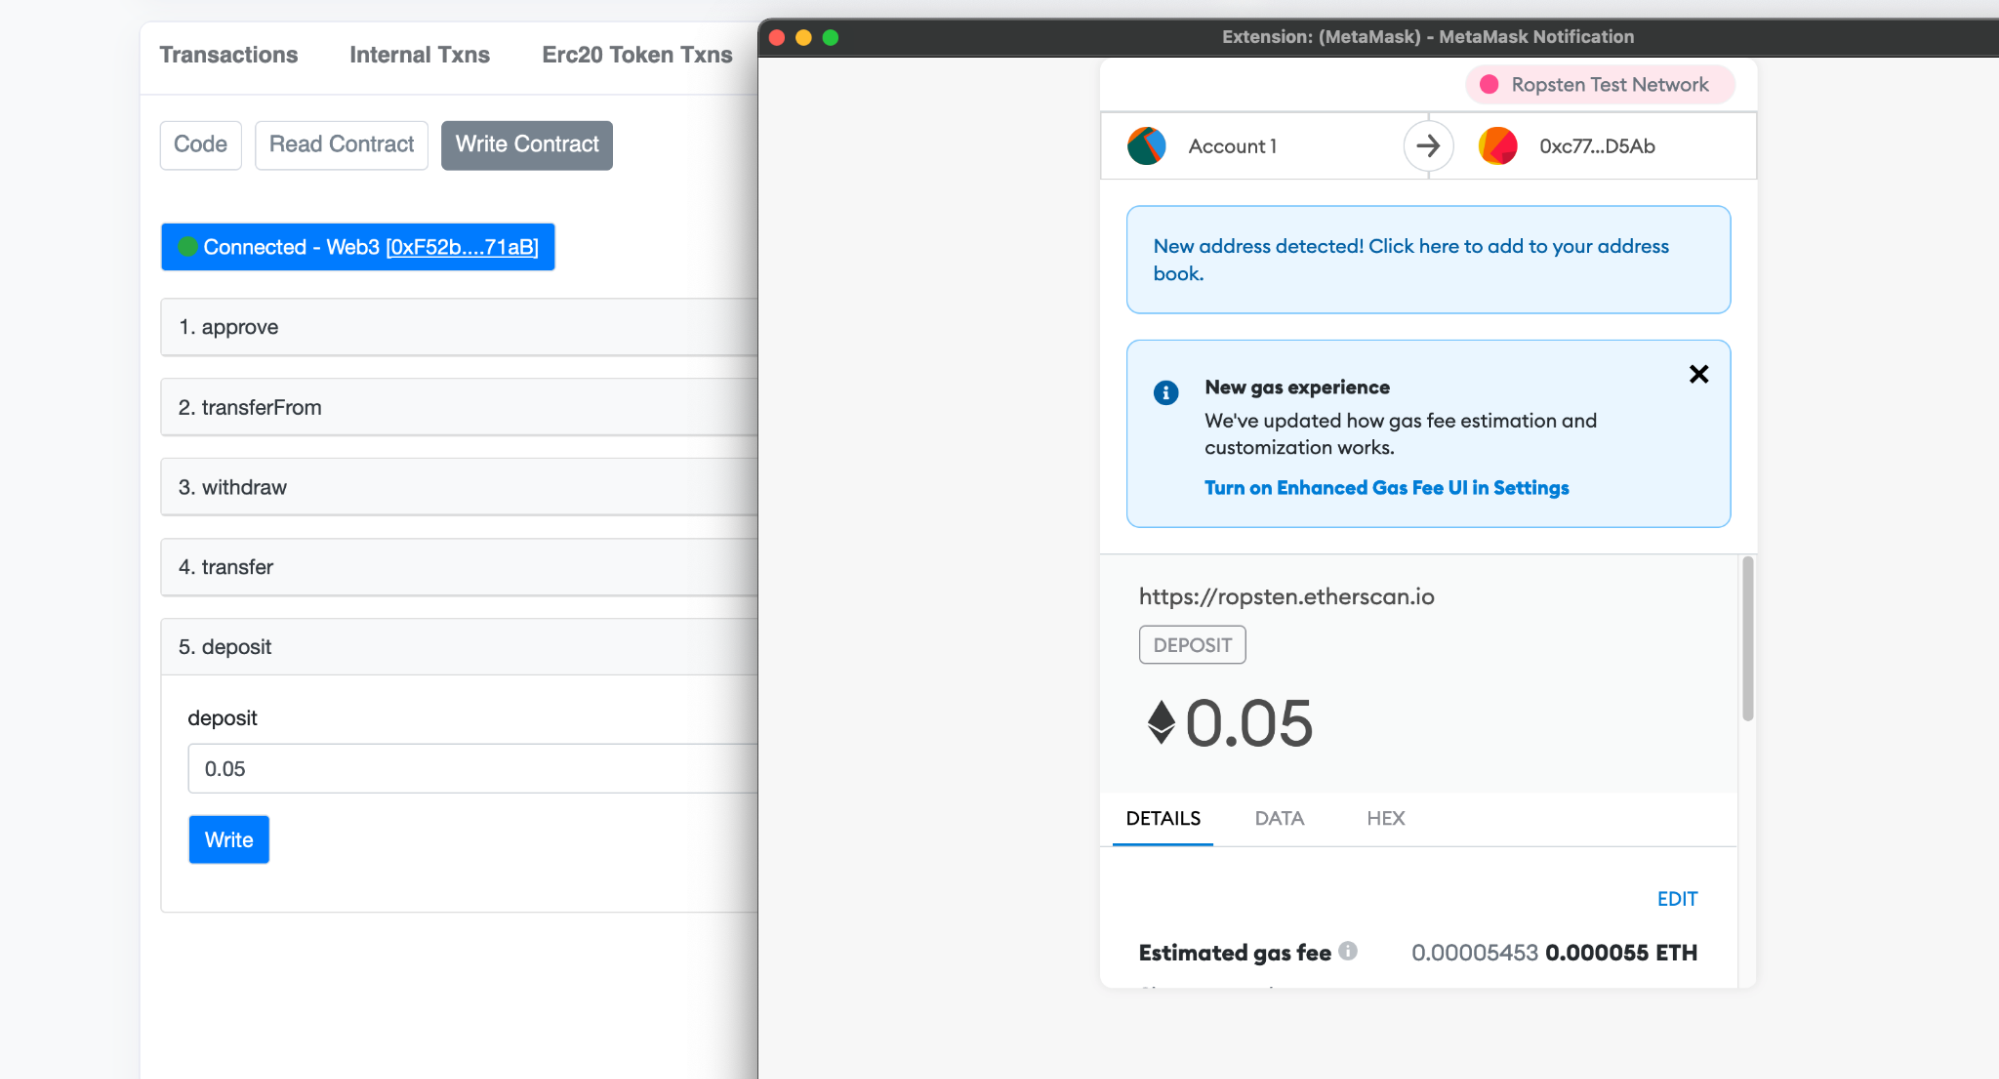 Transactions Internal Txns Erc20 Token Txns
Code Read Contract Write Contract
Connected - Web3 [0xF52b....71aB]
1. approve
2. transferFrom
3. withdraw
4. transfer
5. deposit
deposit
0.05
Write
Extension: (MetaMask) - MetaMask Notification
Ropsten Test Network
Account 1 0xc77...D5Ab
New address detected! Click here to add to your address
book.
New gas experience
We've updated how gas fee estimation and
customization works.
Turn on Enhanced Gas Fee UI in Settings
https://ropsten.etherscan.io
DEPOSIT
0.05
DETAILS DATA HEX
EDIT
Estimated gas fee 0.00005453 0.000055 ETH